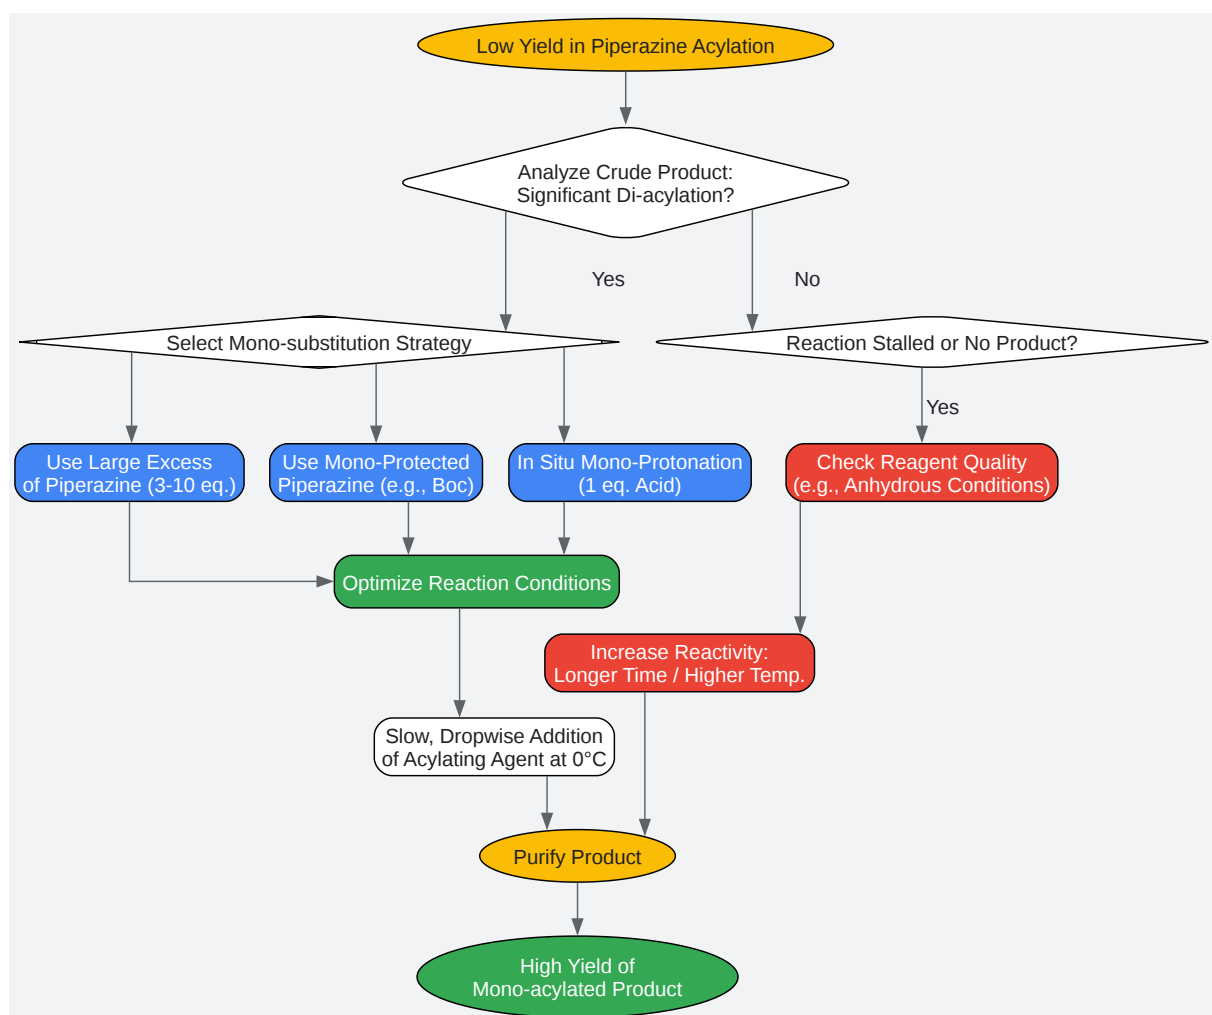 Low Yield in Piperazine Acylation
Analyze Crude Product:
Significant Di-acylation?
Yes
No
Select Mono-substitution Strategy
Reaction Stalled or No Product?
Yes
Use Large Excess
of Piperazine (3-10 eq.)
Use Mono-Protected
Piperazine (e.g., Boc)
In Situ Mono-Protonation
(1 eq. Acid)
Check Reagent Quality
(e.g., Anhydrous Conditions)
Optimize Reaction Conditions
Increase Reactivity:
Longer Time / Higher Temp.
Slow, Dropwise Addition
of Acylating Agent at 0°C
Purify Product
High Yield of
Mono-acylated Product